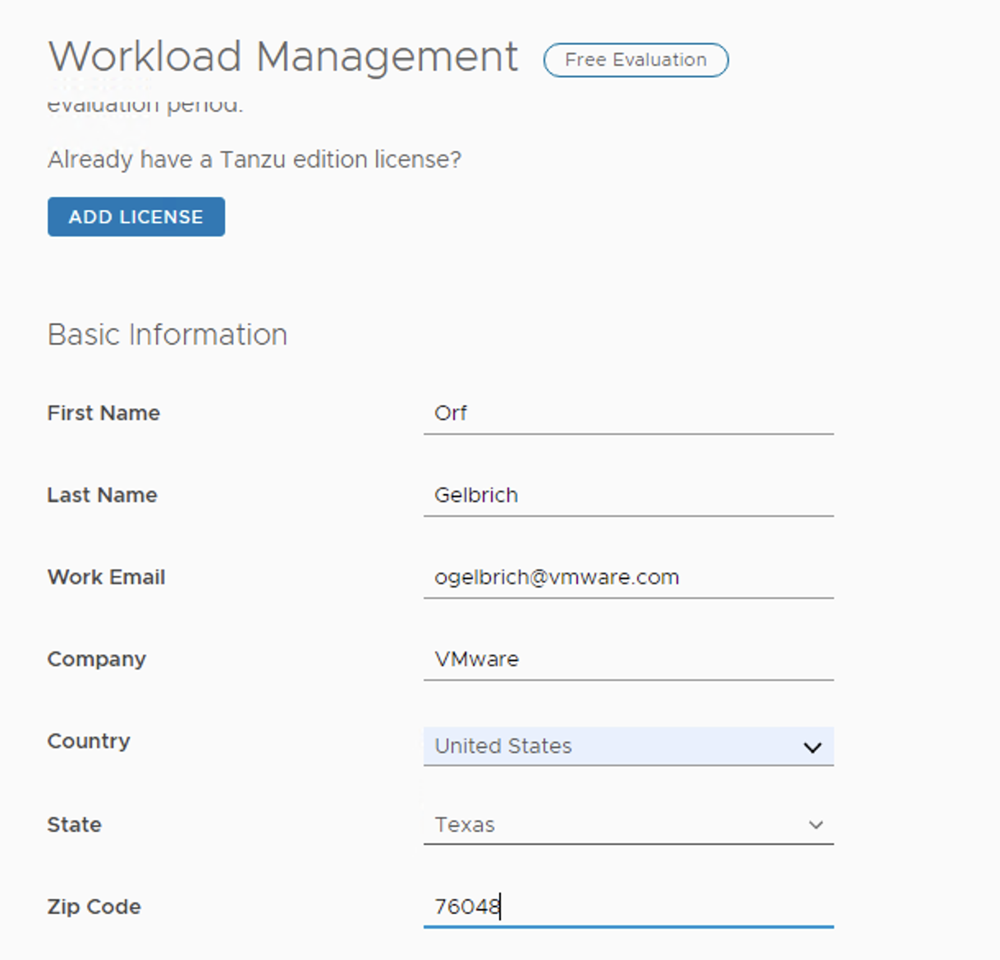 Workload Management Free Evaluation
evaluation period.
Already have a Tanzu edition license?
ADD LICENSE
Basic Information
First Name Orf
Last Name Gelbrich
Work Email ogelbrich@vmware.com
Company VMware
Country United States
State Texas
Zip Code 76048